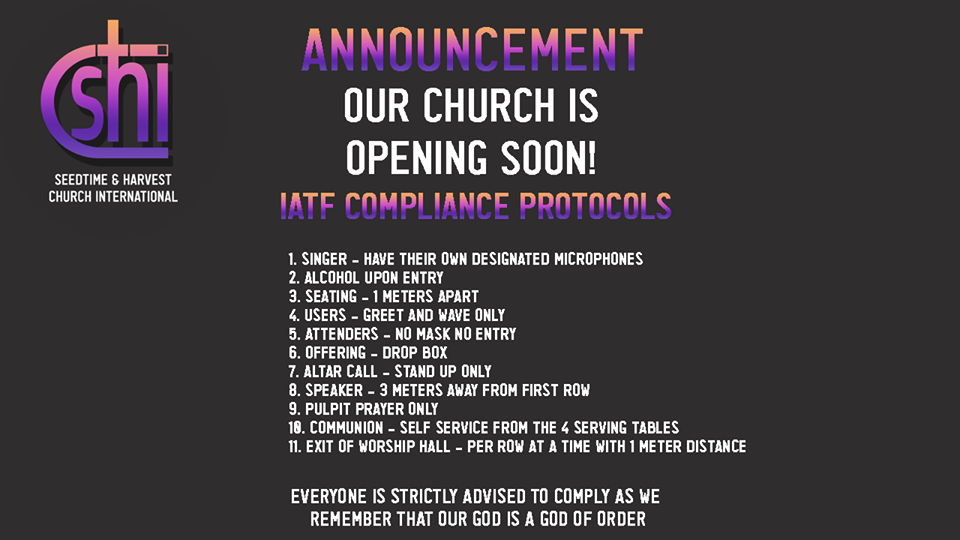 shi
SEEDTIME & HARVEST
CHURCH INTERNATIONAL
ANNOUNCEMENT
OUR CHURCH IS
OPENING SOON!
IATF COMPLIANCE PROTOCOLS
1. SINGER - HAVE THEIR OWN DESIGNATED MICROPHONES
2. ALCOHOL UPON ENTRY
3. SEATING - 1 METERS APART
4. USERS - GREET AND WAVE ONLY
5. ATTENDERS - NO MASK NO ENTRY
6. OFFERING - DROP BOX
7. ALTAR CALL - STAND UP ONLY
8. SPEAKER - 3 METERS AWAY FROM FIRST ROW
9. PULPIT PRAYER ONLY
10. COMMUNION - SELF SERVICE FROM THE 4 SERVING TABLES
11. EXIT OF WORSHIP HALL - PER ROW AT A TIME WITH 1 METER DISTANCE
EVERYONE IS STRICTLY ADVISED TO COMPLY AS WE
REMEMBER THAT OUR GOD IS A GOD OF ORDER